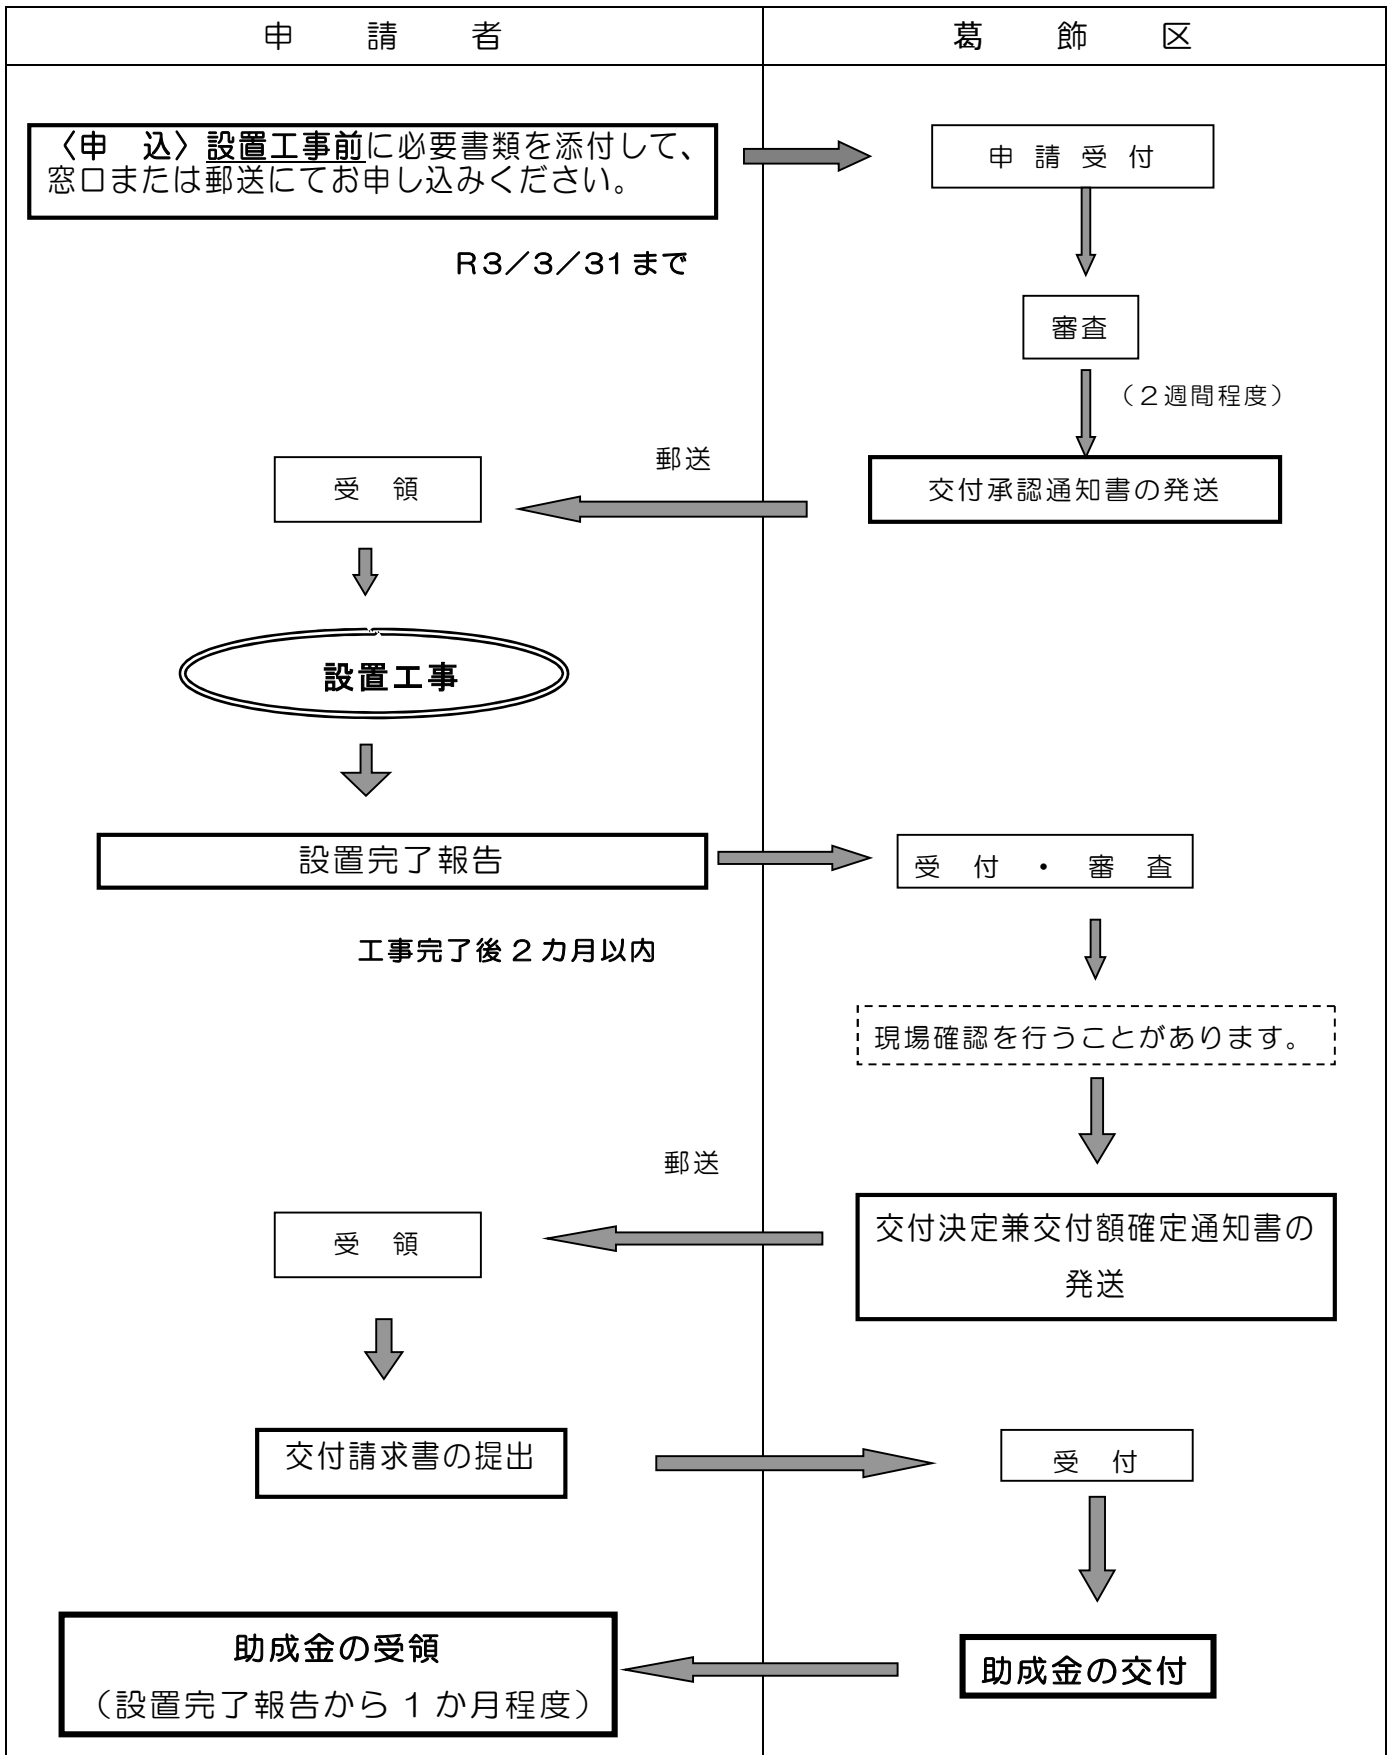 申請者
葛飾区
〈申　込〉設置工事前に必要書類を添付して、
窓口または郵送にてお申し込みください。
申請受付
R3／3／31まで
審査
（２週間程度）
郵送
受　領
交付承認通知書の発送
設置工事
設置完了報告
受付・審査
工事完了後２カ月以内
現場確認を行うことがあります。
郵送
受　領
交付決定兼交付額確定通知書の
発送
交付請求書の提出
受　付
助成金の受領
（設置完了報告から１か月程度）
助成金の交付